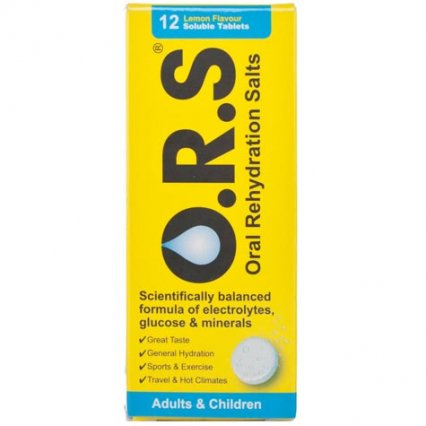 12 Lemon Flavour
Soluble Tablets
O.R.S®
Oral Rehydration Salts
Scientifically balanced
formula of electrolytes,
glucose & minerals
✓Great Taste
✓General Hydration
✓Sports & Exercise
✓Travel & Hot Climates
Adults & Children